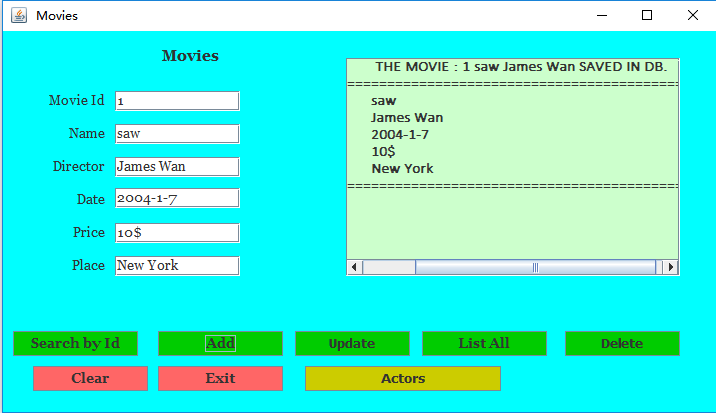 Movies
Movies
Movie Id 1
Name saw
Director James Wan
Date 2004-1-7
Price 10$
Place New York
THE MOVIE : 1 saw James Wan SAVED IN DB.
==========================================
saw
James Wan
2004-1-7
10$
New York
==========================================
Search by Id Add Update List All Delete
Clear Exit Actors